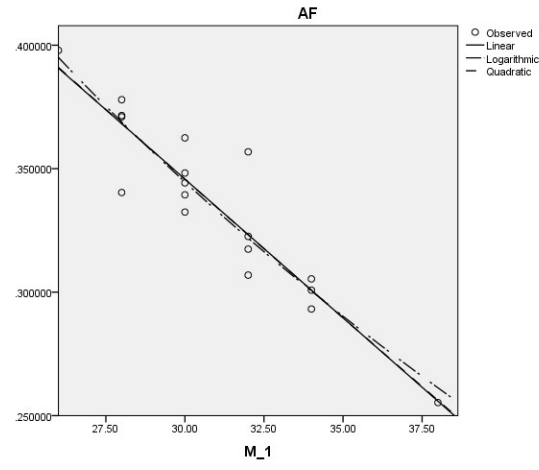 AF
Observed
Linear
Logarithmic
Quadratic
.400000
.350000
.300000
.250000
27.50 30.00 32.50 35.00 37.50
M_1